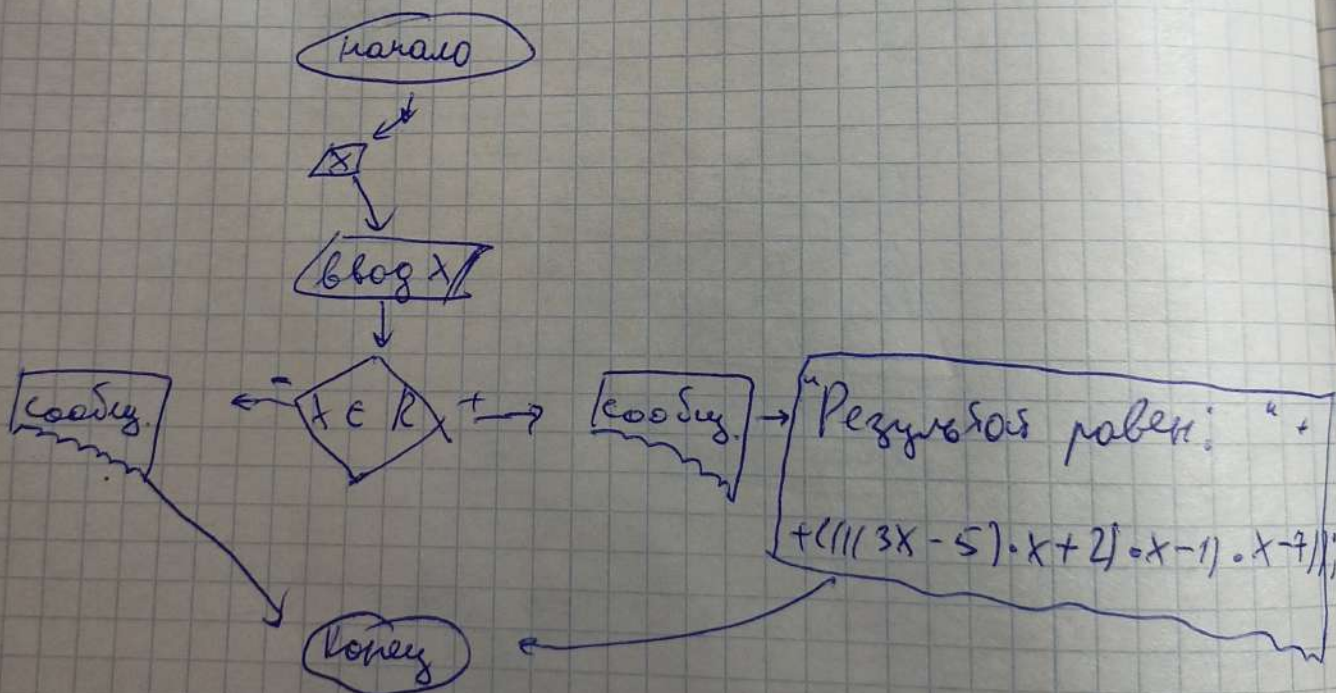 начало
X
ввод X
X ∈ R
-
+
сообщ.
сообщ.
"Результат равен: " +
+((((3X - 5)·X + 2)·X - 1)·X - 7));
Конец